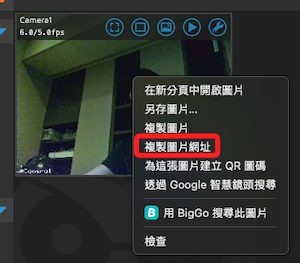 Camera1
6.0/5.0fps
在新分頁中開啟圖片
另存圖片...
複製圖片
複製圖片網址
為這張圖片建立 QR 圖碼
透過 Google 智慧鏡頭搜尋
B 用 BigGo 搜尋此圖片
檢查
Camera1